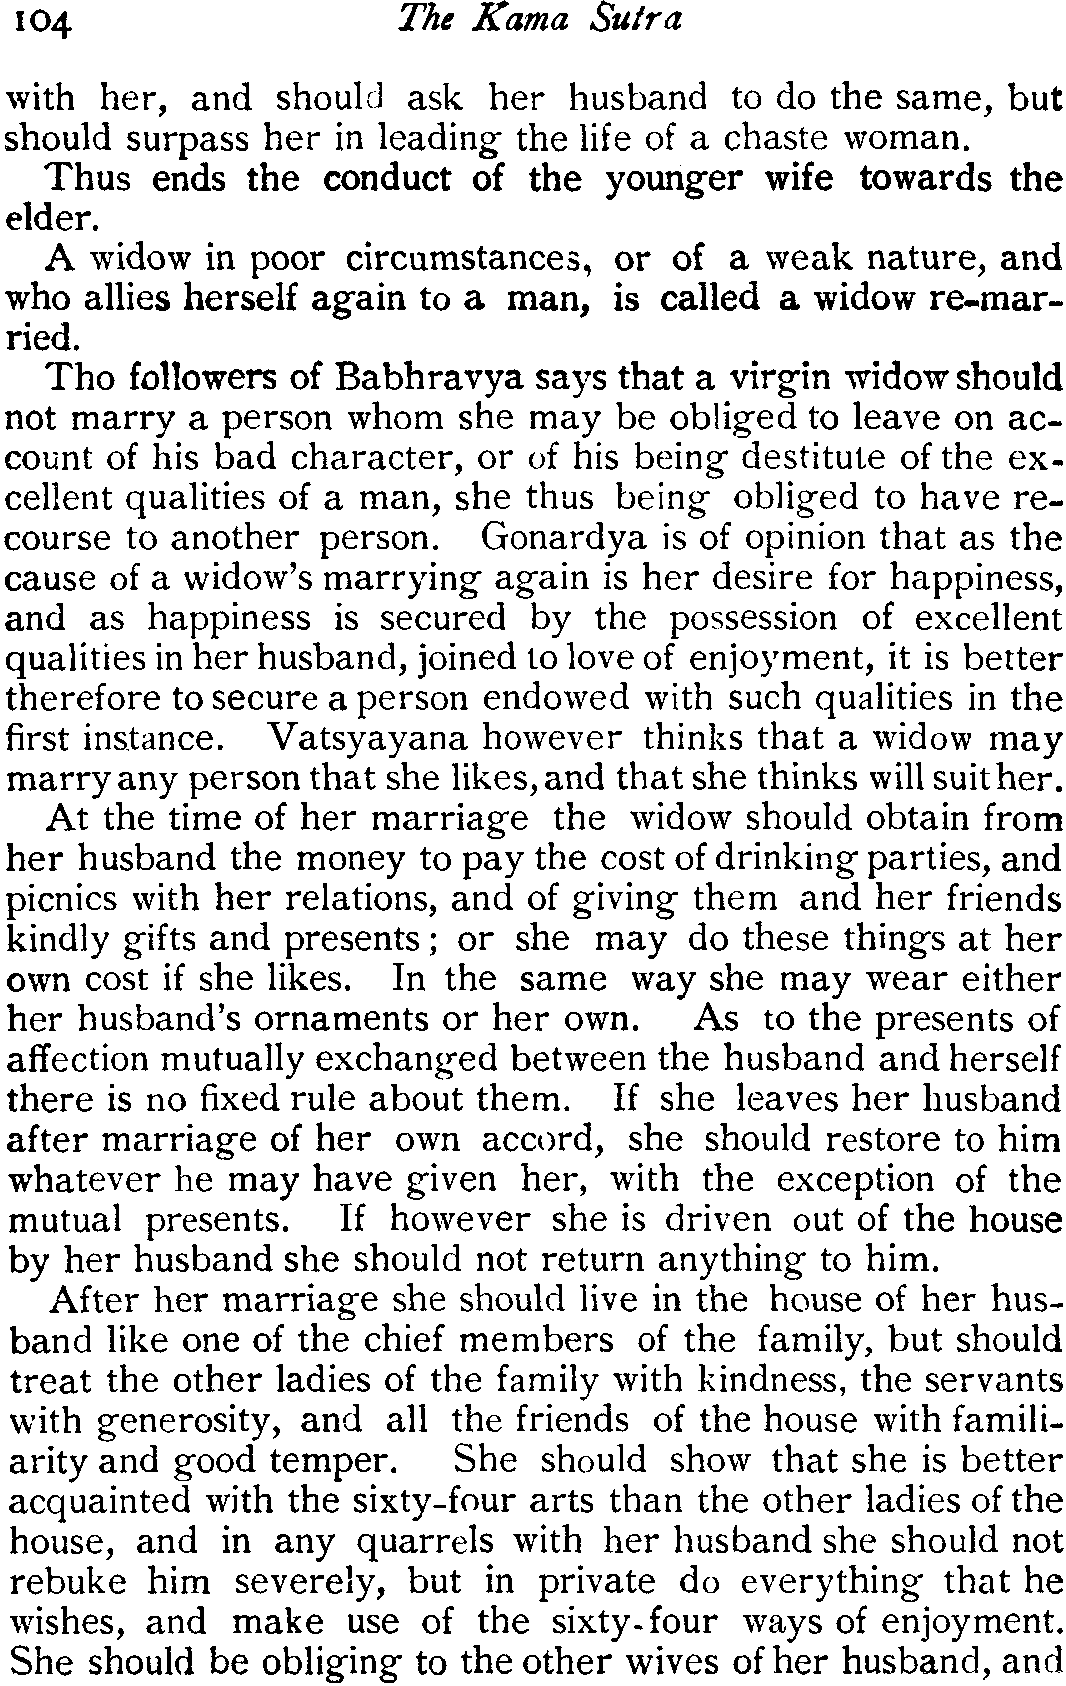 104 The Kama Sutra
with her, and should ask her husband to do the same, but
should surpass her in leading the life of a chaste woman.
Thus ends the conduct of the younger wife towards the
elder.
A widow in poor circumstances, or of a weak nature, and
who allies herself again to a man, is called a widow re-mar-
ried.
Tho followers of Babhravya says that a virgin widow should
not marry a person whom she may be obliged to leave on ac-
count of his bad character, or of his being destitute of the ex-
cellent qualities of a man, she thus being obliged to have re-
course to another person. Gonardya is of opinion that as the
cause of a widow's marrying again is her desire for happiness,
and as happiness is secured by the possession of excellent
qualities in her husband, joined to love of enjoyment, it is better
therefore to secure a person endowed with such qualities in the
first instance. Vatsyayana however thinks that a widow may
marry any person that she likes, and that she thinks will suit her.
At the time of her marriage the widow should obtain from
her husband the money to pay the cost of drinking parties, and
picnics with her relations, and of giving them and her friends
kindly gifts and presents; or she may do these things at her
own cost if she likes. In the same way she may wear either
her husband's ornaments or her own. As to the presents of
affection mutually exchanged between the husband and herself
there is no fixed rule about them. If she leaves her husband
after marriage of her own accord, she should restore to him
whatever he may have given her, with the exception of the
mutual presents. If however she is driven out of the house
by her husband she should not return anything to him.
After her marriage she should live in the house of her hus-
band like one of the chief members of the family, but should
treat the other ladies of the family with kindness, the servants
with generosity, and all the friends of the house with famili-
arity and good temper. She should show that she is better
acquainted with the sixty-four arts than the other ladies of the
house, and in any quarrels with her husband she should not
rebuke him severely, but in private do everything that he
wishes, and make use of the sixty-four ways of enjoyment.
She should be obliging to the other wives of her husband, and